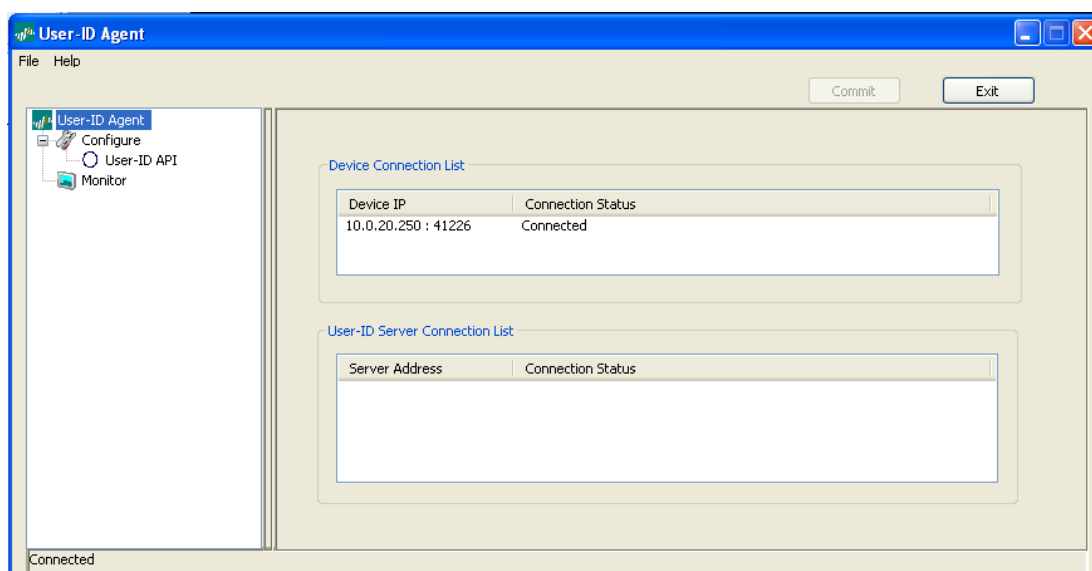 User-ID Agent
File Help
Commit Exit
User-ID Agent
Configure
User-ID API
Monitor
Device Connection List
Device IP Connection Status
10.0.20.250 : 41226 Connected
User-ID Server Connection List
Server Address Connection Status
Connected